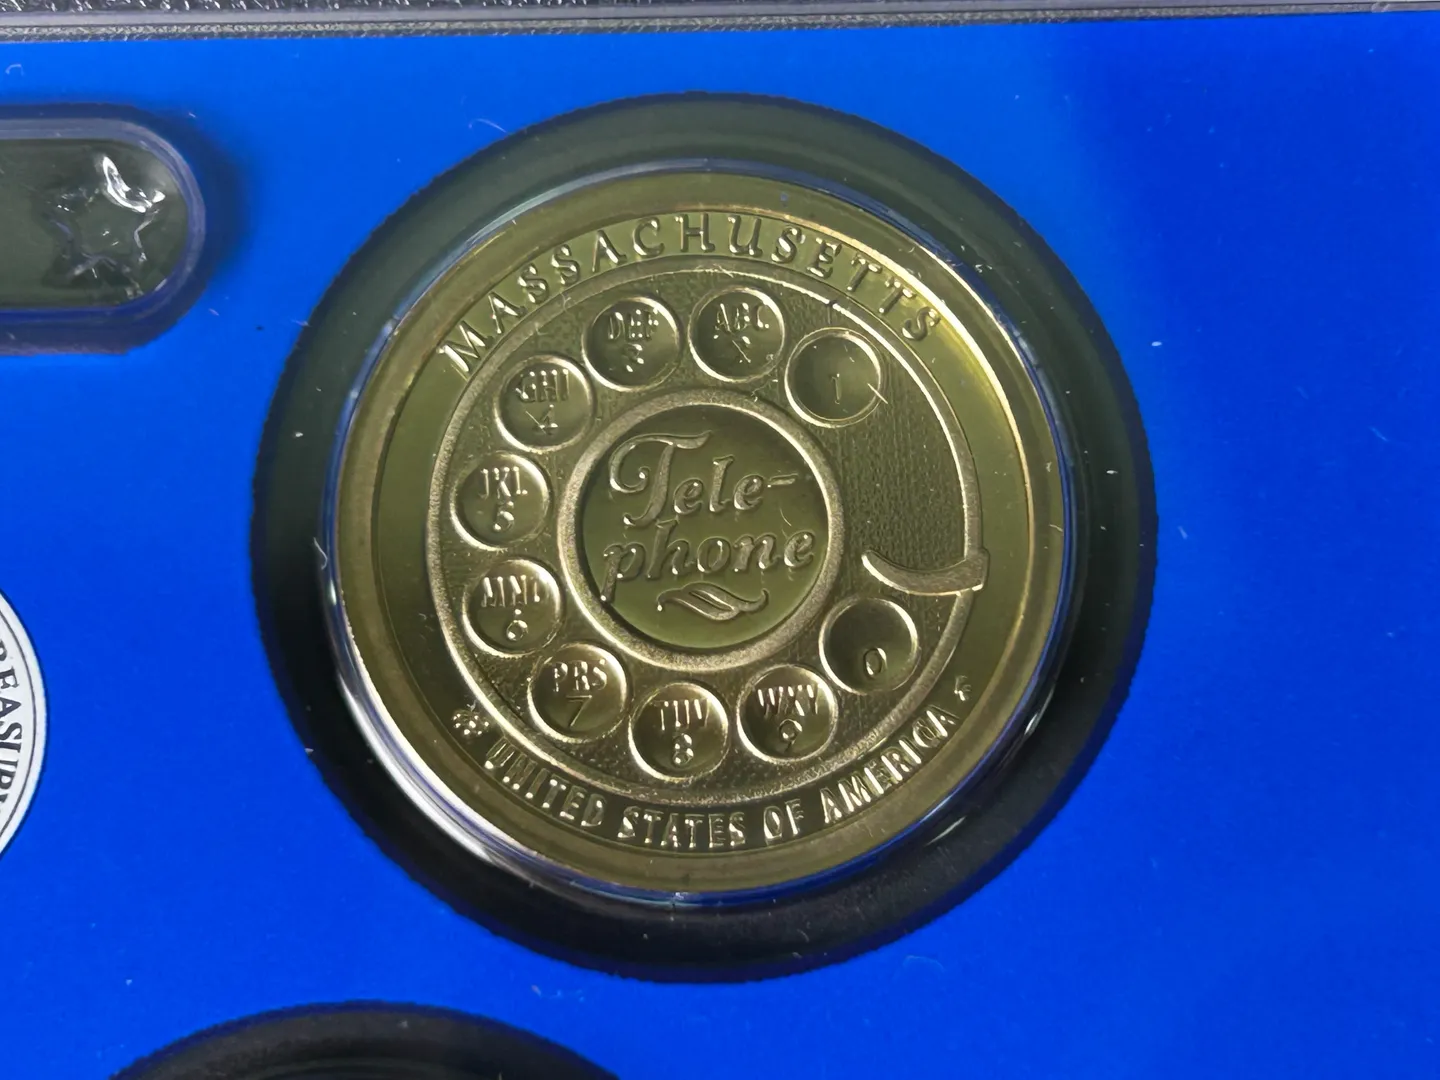 MASSACHUSETTS
1
ABC
2
DEF
3
GHI
4
JKL
5
MNO
6
PRS
7
TUV
8
WXY
9
0
Tele-
phone
UNITED STATES OF AMERICA